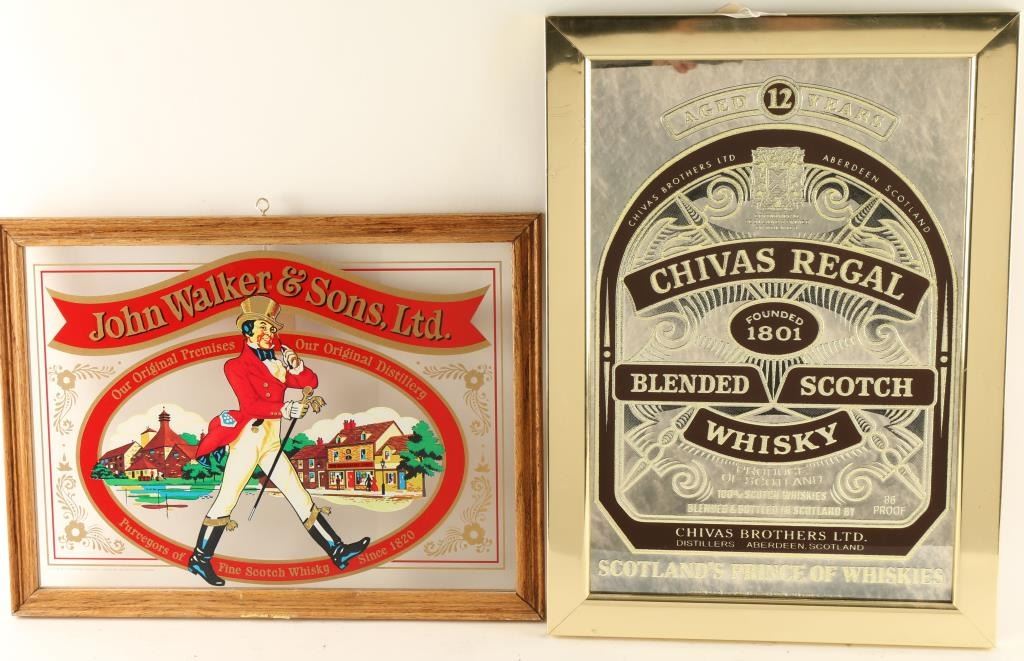 John Walker & Sons, Ltd.
Our Original Premises
Our Original Distillery
Purveyors of
Fine Scotch Whisky
Since 1820
AGED 12 YEARS
CHIVAS BROTHERS LTD
ABERDEEN SCOTLAND
CHIVAS REGAL
FOUNDED
1801
BLENDED SCOTCH
WHISKY
PRODUCE
OF SCOTLAND
100% SCOTCH WHISKIES
BLENDED & BOTTLED IN SCOTLAND BY
86
PROOF
CHIVAS BROTHERS LTD.
DISTILLERS ABERDEEN, SCOTLAND
SCOTLAND'S PRINCE OF WHISKIES